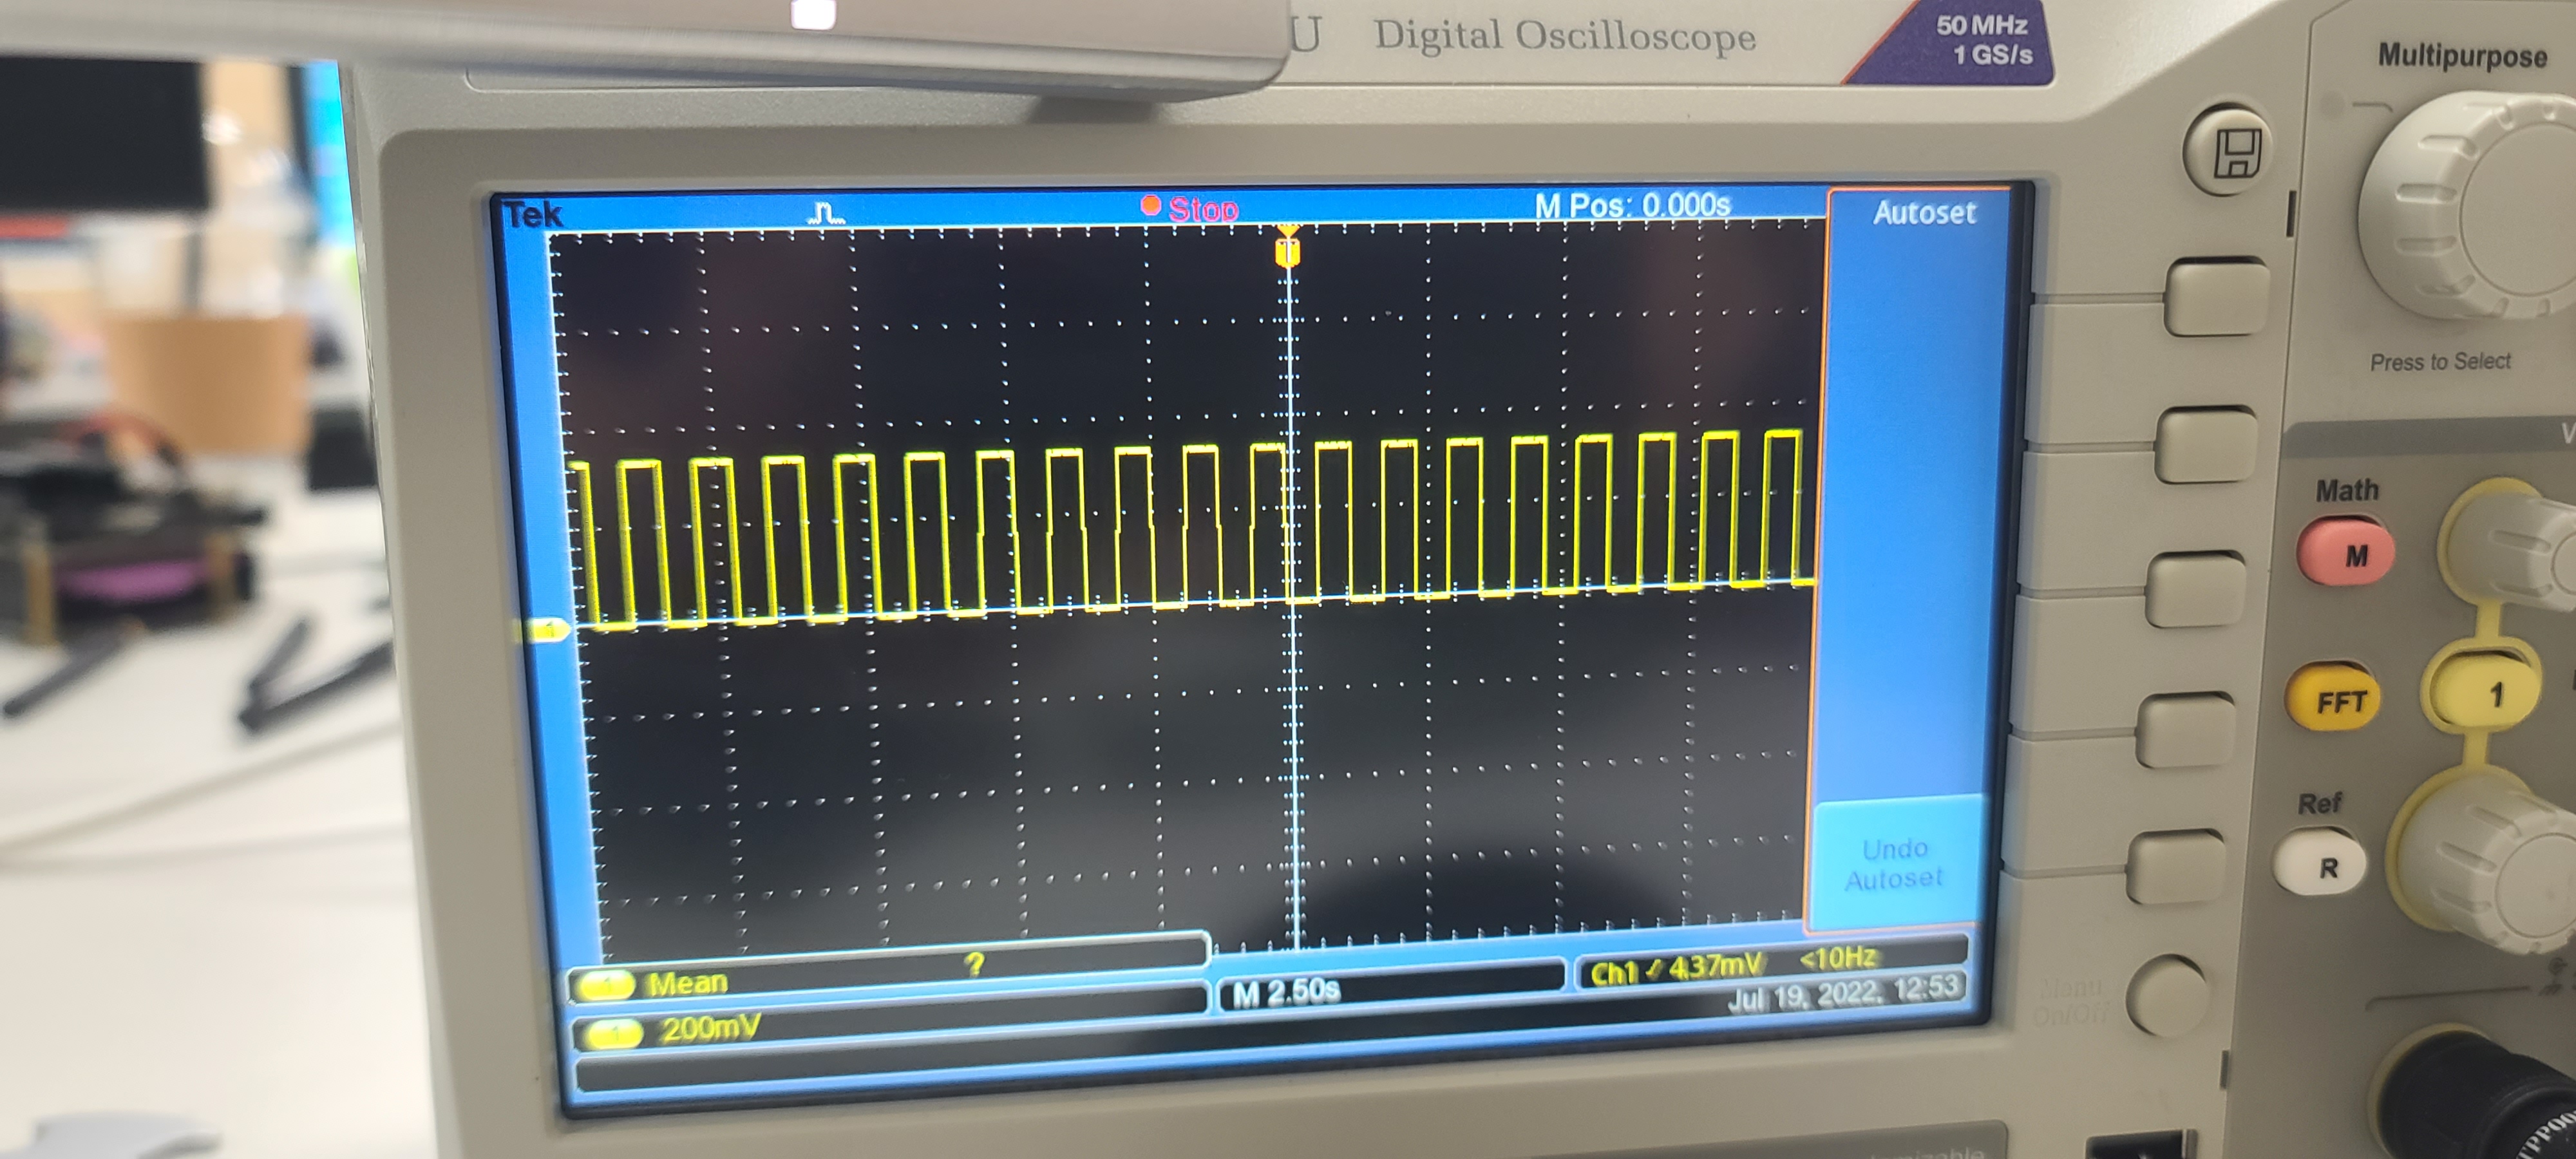 U Digital Oscilloscope
50 MHz
1 GS/s
Multipurpose
Tek
Stop
M Pos: 0.000s
Autoset
T
Press to Select
Math
M
1
FFT
1
Ref
R
Undo
Autoset
1 Mean
?
M 2.50s
Ch1 4.37mV <10Hz
Jul 19, 2022, 12:53
1 200mV
Menu
On/Off